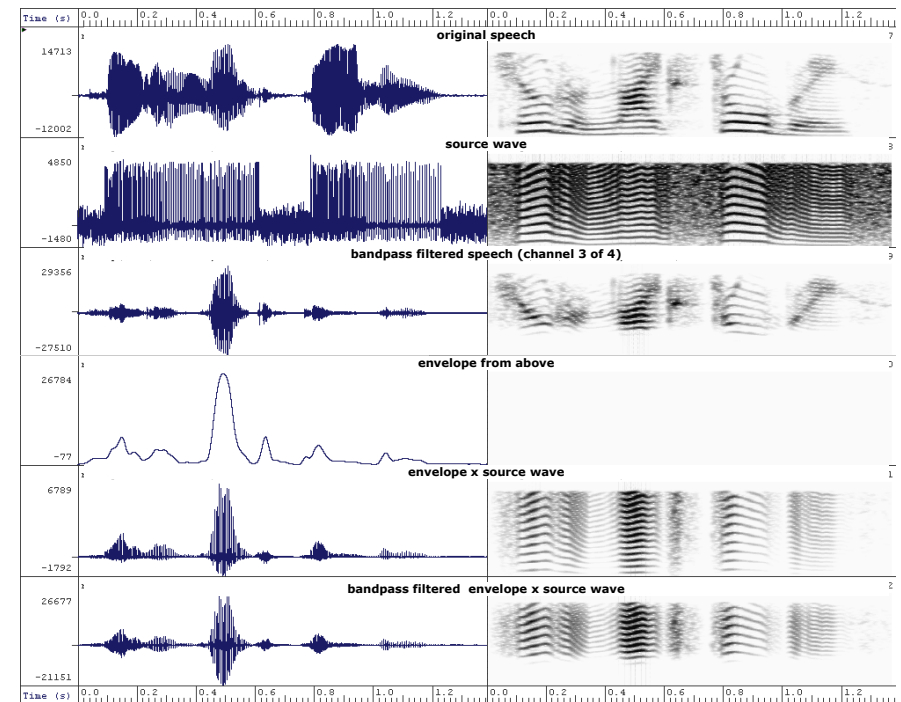 Time (s) 0.0 0.2 0.4 0.6 0.8 1.0 1.2 0.0 0.2 0.4 0.6 0.8 1.0 1.2
original speech
7
14713
-12002
source wave
4850
-1480
bandpass filtered speech (channel 3 of 4)
9
29356
-27510
envelope from above
26784
-77
envelope x source wave
1
6789
-1792
bandpass filtered envelope x source wave
2
26677
-21151
Time (s) 0.0 0.2 0.4 0.6 0.8 1.0 1.2 0.0 0.2 0.4 0.6 0.8 1.0 1.2